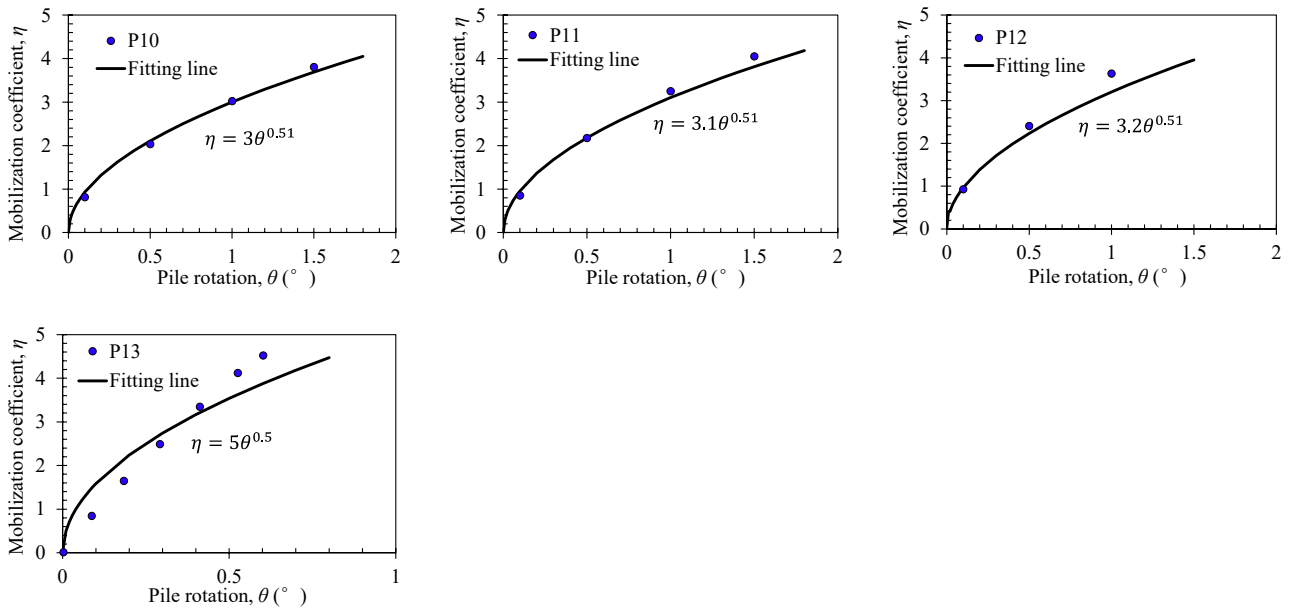 5
4
3
2
1
0
Mobilization coefficient, η
P10
Fitting line
η = 3θ^0.51
0 0.5 1 1.5 2
Pile rotation, θ (° )
5
4
3
2
1
0
Mobilization coefficient, η
P11
Fitting line
η = 3.1θ^0.51
0 0.5 1 1.5 2
Pile rotation, θ (° )
5
4
3
2
1
0
Mobilization coefficient, η
P12
Fitting line
η = 3.2θ^0.51
0 0.5 1 1.5 2
Pile rotation, θ (° )
5
4
3
2
1
0
Mobilization coefficient, η
P13
Fitting line
η = 5θ^0.5
0 0.5 1
Pile rotation, θ (° )